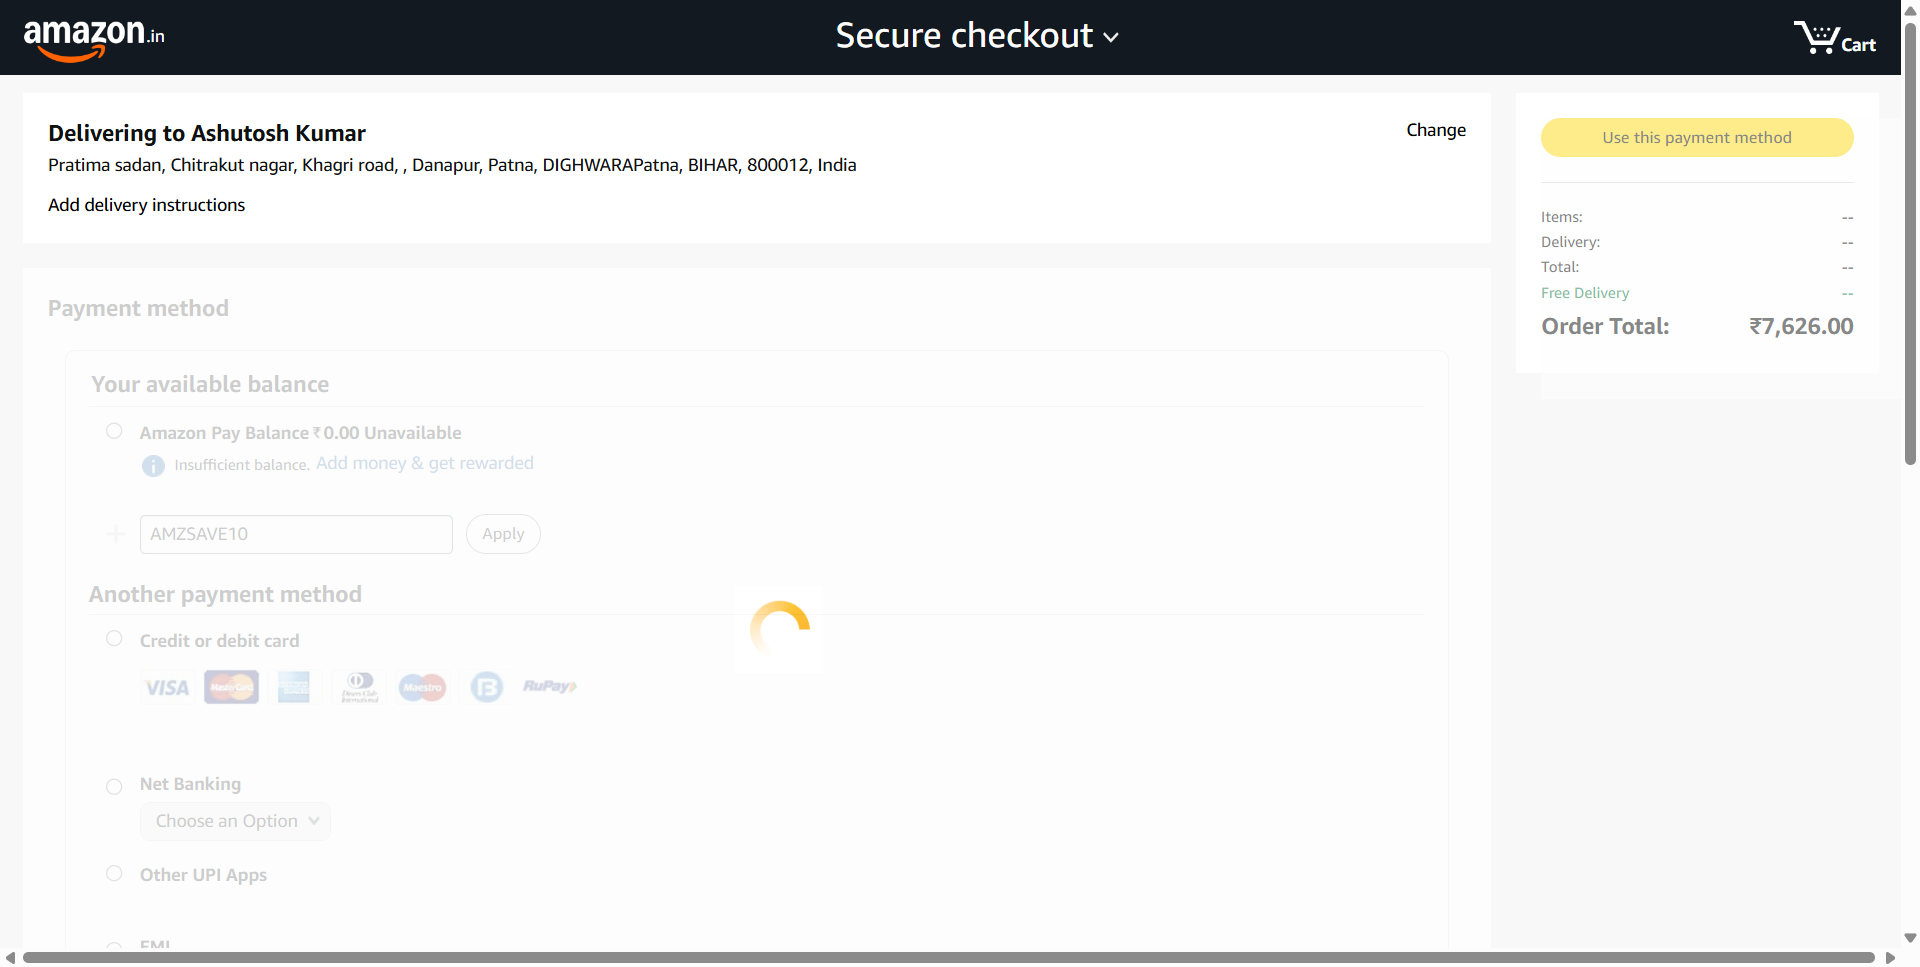 amazon.in
Secure checkout
Cart
Delivering to Ashutosh Kumar
Change
Pratima sadan, Chitrakut nagar, Khagri road, , Danapur, Patna, DIGHWARAPatna, BIHAR, 800012, India
Add delivery instructions
Use this payment method
Items: --
Delivery: --
Total: --
Free Delivery --
Order Total: ₹7,626.00
Payment method
Your available balance
Amazon Pay Balance ₹0.00 Unavailable
Insufficient balance. Add money & get rewarded
AMZSAVE10
Apply
Another payment method
Credit or debit card
VISA MasterCard Diners Club International Maestro B RuPay
Net Banking
Choose an Option
Other UPI Apps
EMI